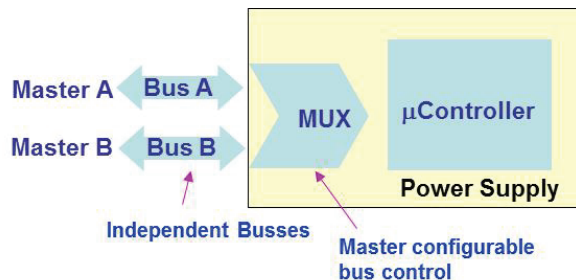 Master A
Bus A
Master B
Bus B
MUX
μController
Power Supply
Independent Busses
Master configurable
bus control